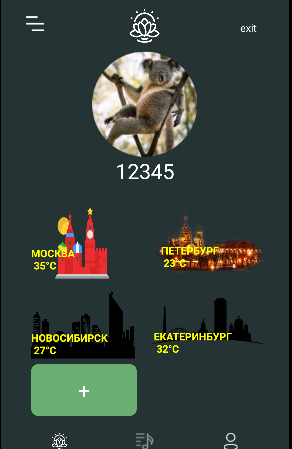 exit
12345
МОСКВА
35°C
ПЕТЕРБУРГ
23°C
НОВОСИБИРСК
27°C
ЕКАТЕРИНБУРГ
32°C
+